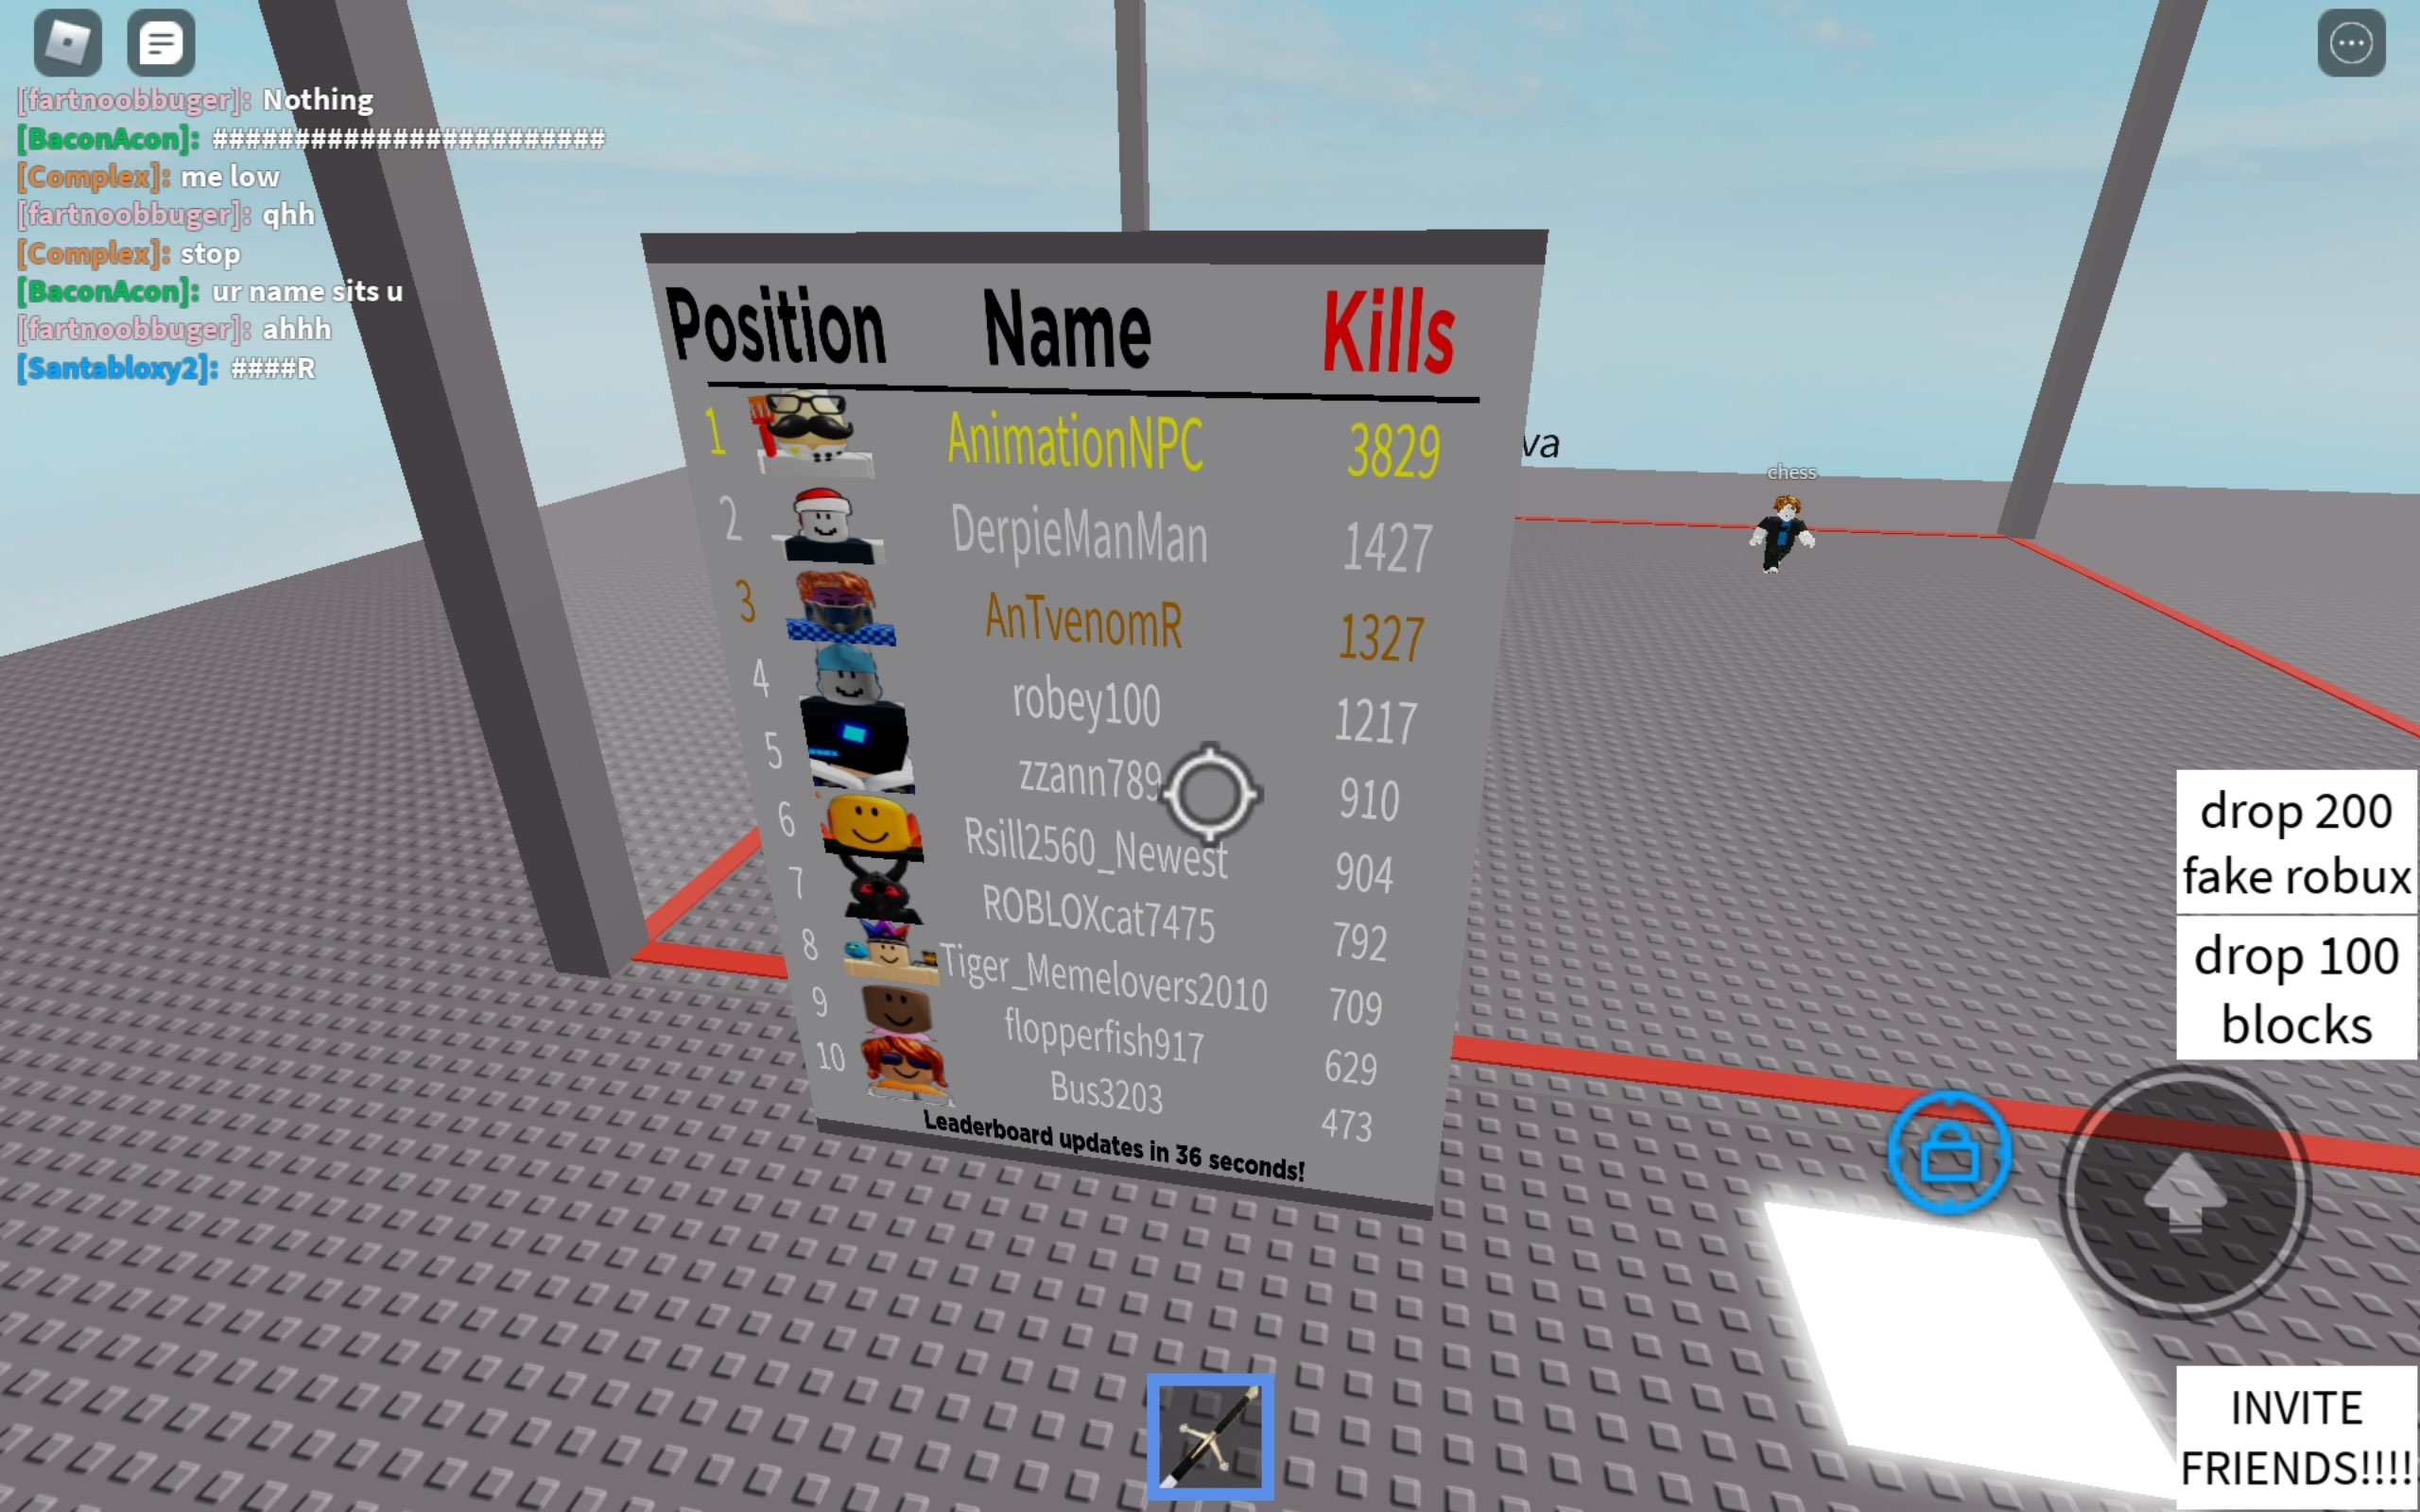 [fartnoobbuger]: Nothing
[BaconAcon]: ########################
[Complex]: me low
[fartnoobbuger]: qhh
[Complex]: stop
[BaconAcon]: ur name sits u
[fartnoobbuger]: ahhh
[Santabloxy2]: ####R
Position Name Kills
1 AnimationNPC 3829
2 DerpieManMan 1427
3 AnTvenomR 1327
4 robey100 1217
5 zzann789 910
6 Rsill2560_Newest 904
7 ROBLOXcat7475 792
8 Tiger_Memelovers2010 709
9 flopperfish917 629
10 Bus3203 473
Leaderboard updates in 36 seconds!
va
chess
drop 200
fake robux
drop 100
blocks
INVITE
FRIENDS!!!!